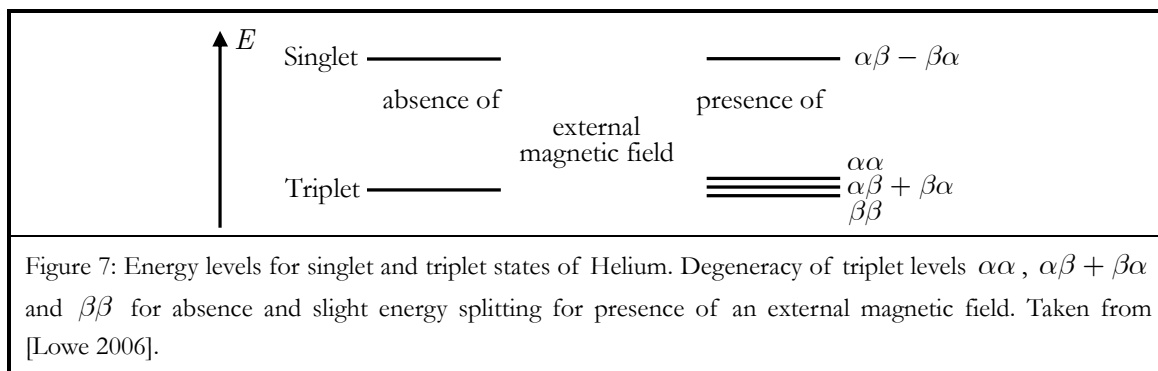 E
Singlet
αβ − βα
absence of
presence of
external
magnetic field
αα
Triplet
αβ + βα
ββ
Figure 7: Energy levels for singlet and triplet states of Helium. Degeneracy of triplet levels αα , αβ + βα
and ββ for absence and slight energy splitting for presence of an external magnetic field. Taken from
[Lowe 2006].